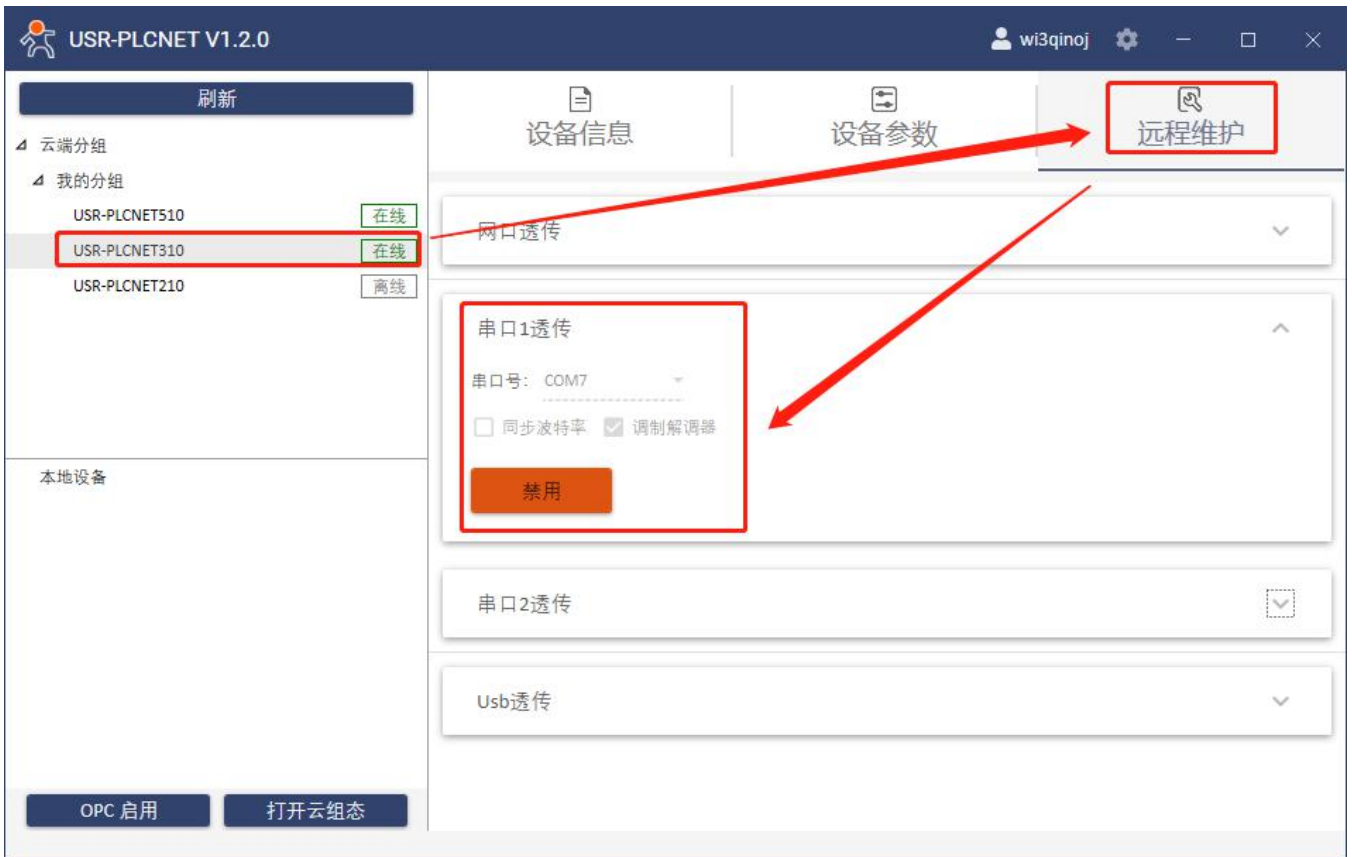 USR-PLCNET V1.2.0
wi3qinoj
刷新
云端分组
我的分组
USR-PLCNET510 在线
USR-PLCNET310 在线
USR-PLCNET210 离线
本地设备
OPC 启用
打开云组态
设备信息
设备参数
远程维护
网口透传
串口1透传
串口号: COM7
同步波特率 调制解调器
禁用
串口2透传
Usb透传